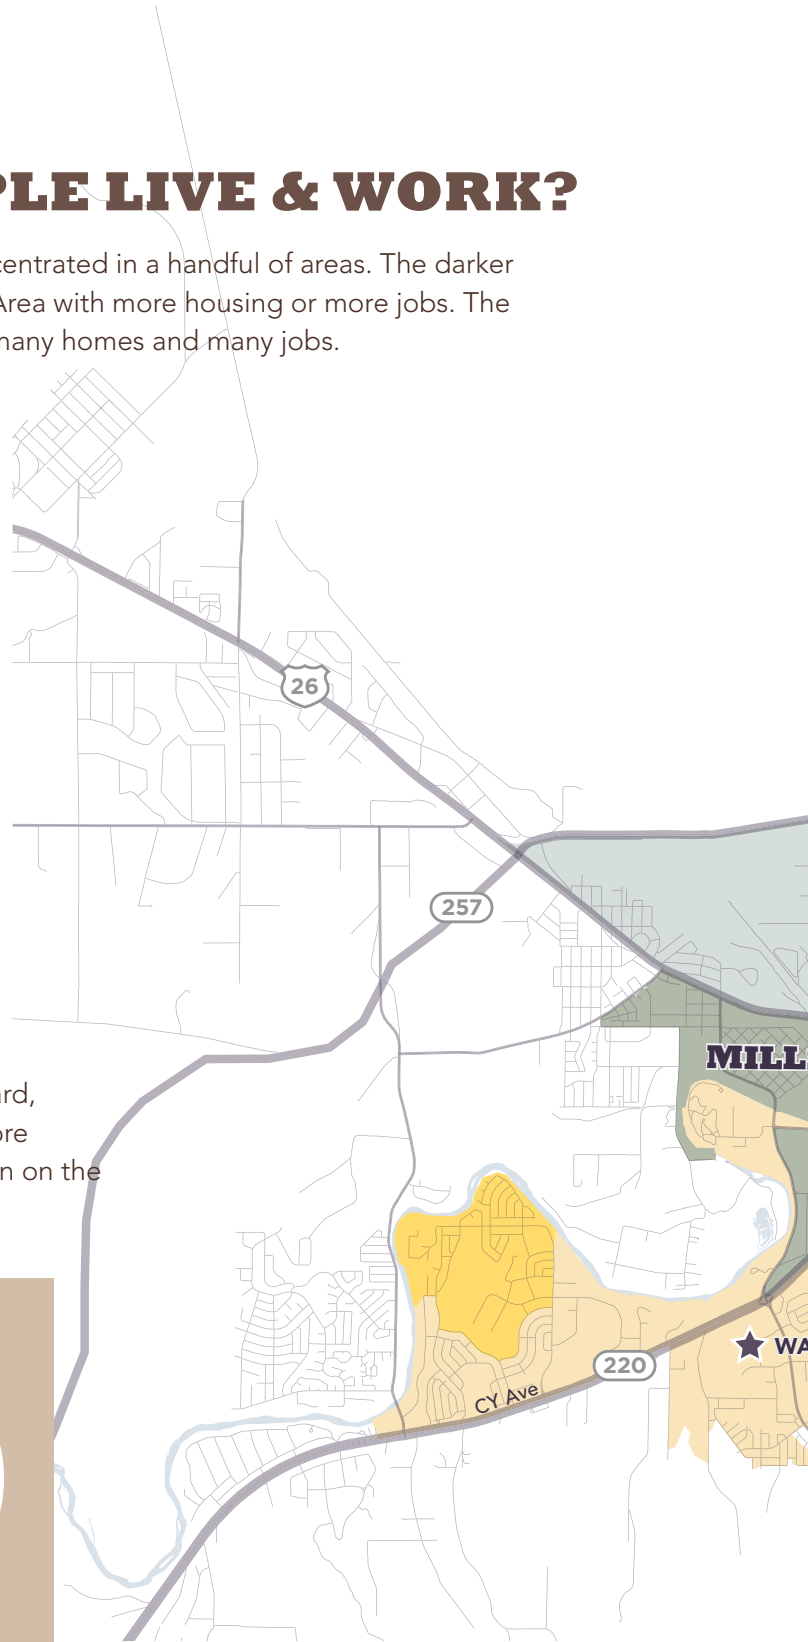 PLE LIVE & WORK?
centrated in a handful of areas. The darker
Area with more housing or more jobs. The
many homes and many jobs.
26
257
MILLS
ard,
ore
n on the
220
WA
CY Ave